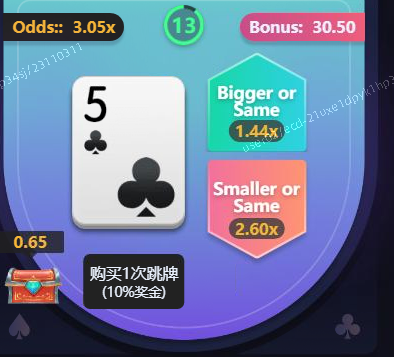 Odds:: 3.05x
13
Bonus: 30.50
5
Bigger or
Same
1.44x
Smaller or
Same
2.60x
0.65
购买1次跳牌
(10%奖金)